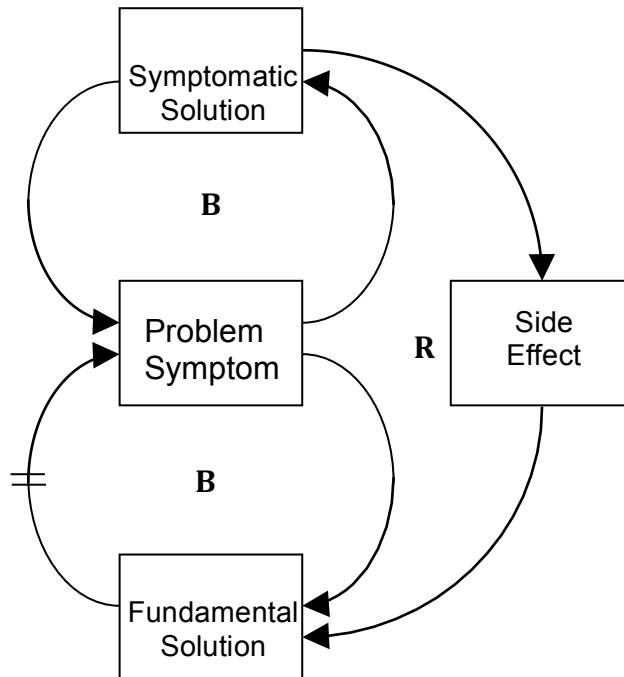 Symptomatic
Solution
B
Problem
Symptom
R
Side
Effect
B
Fundamental
Solution